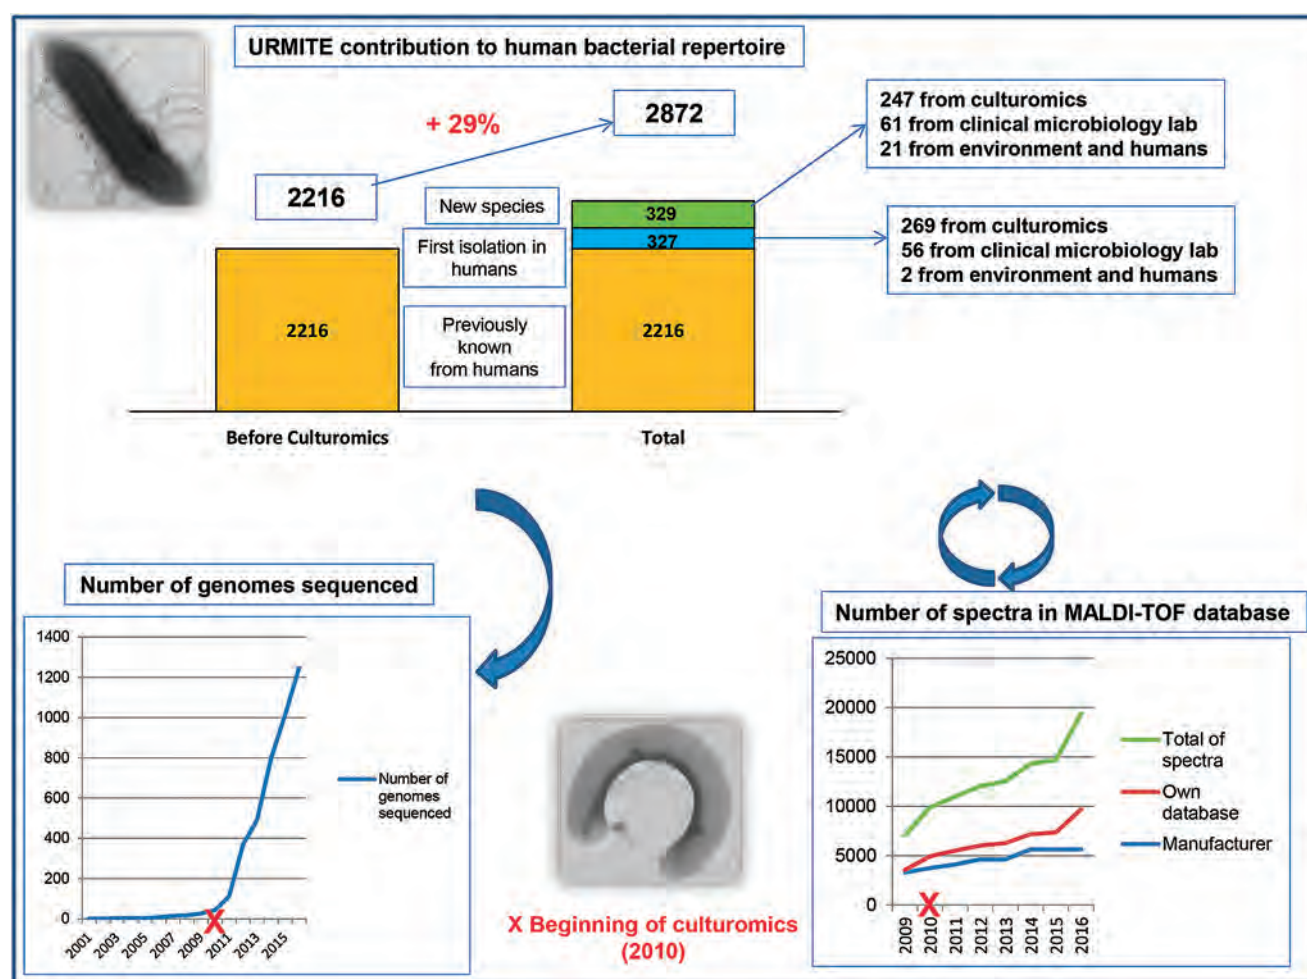 URMITE contribution to human bacterial repertoire
+ 29%
2872
2216
247 from culturomics
61 from clinical microbiology lab
21 from environment and humans
New species
329
First isolation in
humans
327
269 from culturomics
56 from clinical microbiology lab
2 from environment and humans
2216
Previously
known
from humans
2216
Before Culturomics
Total
Number of genomes sequenced
1400
1200
1000
800
600
400
200
0
2001
2003
2005
2007
2009
2011
2013
2015
X
Number of
genomes
sequenced
X Beginning of culturomics
(2010)
Number of spectra in MALDI-TOF database
25000
20000
15000
10000
5000
0
2009
2010
2011
2012
2013
2014
2015
2016
X
Total of
spectra
Own
database
Manufacturer